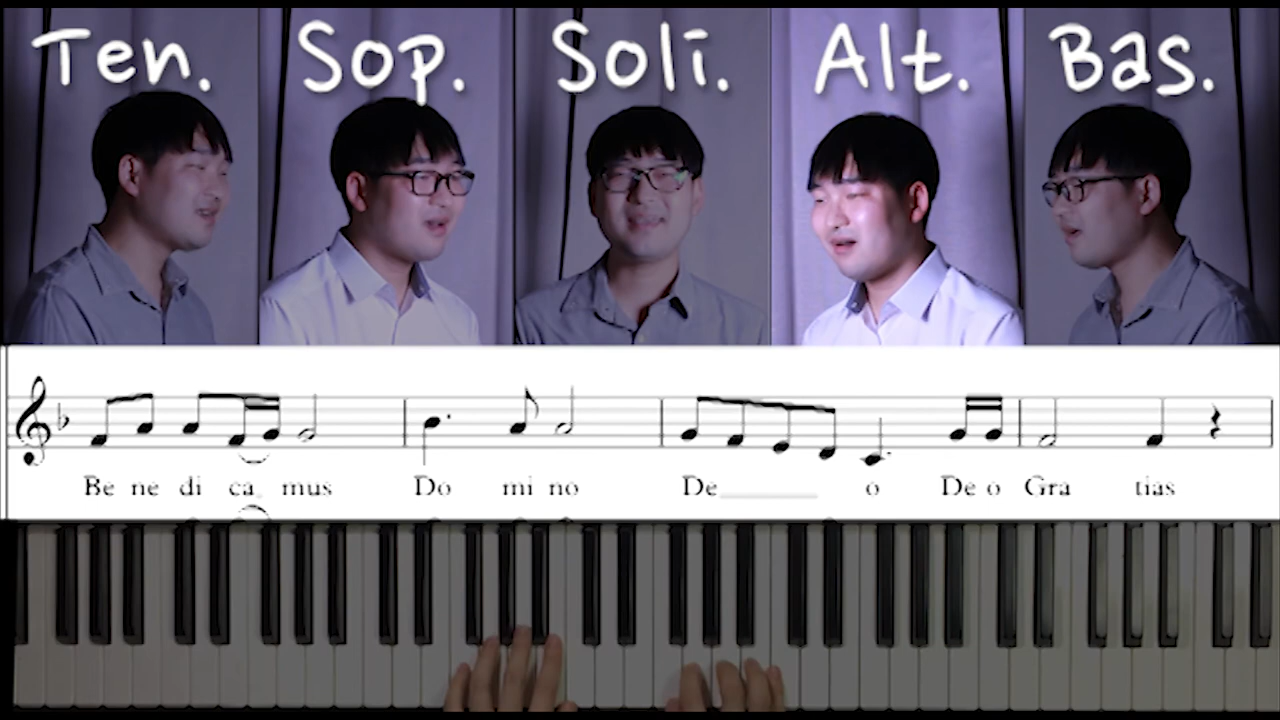 Ten. Sop. Soli. Alt. Bas.
Be ne di ca mus Do mi no De o De o Gra tias